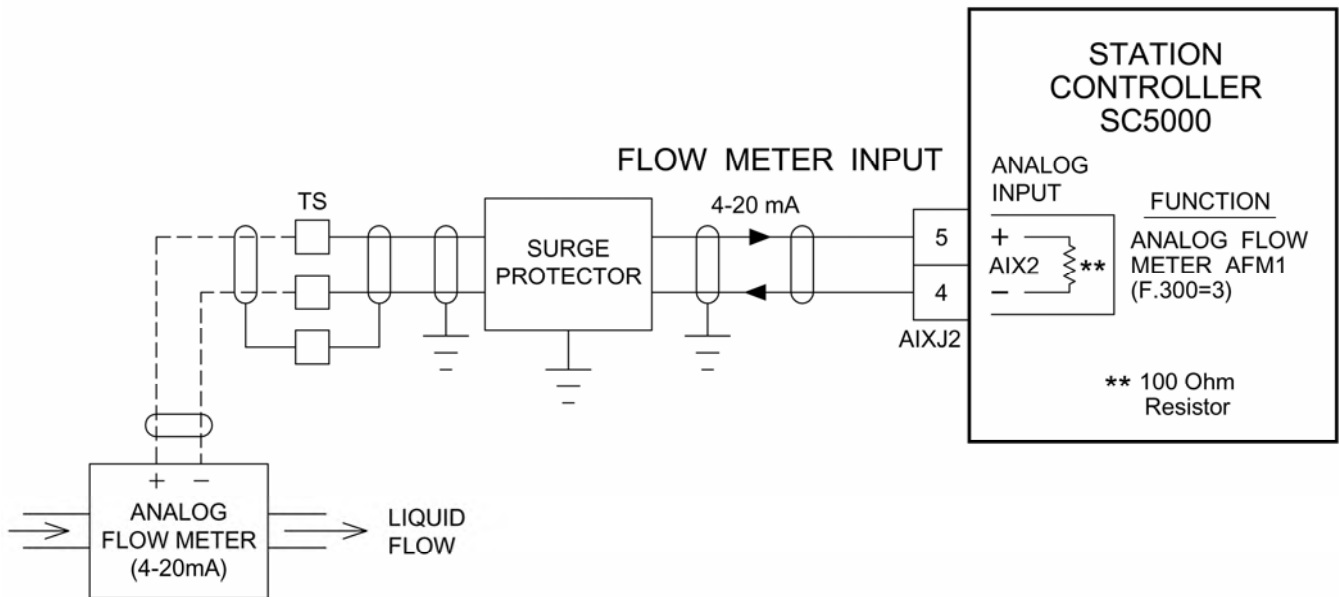 STATION
CONTROLLER
SC5000
FLOW METER INPUT
ANALOG
INPUT
TS
4-20 mA
FUNCTION
SURGE
PROTECTOR
5
+
AIX2
**
ANALOG FLOW
METER AFM1
(F.300=3)
4
−
AIXJ2
** 100 Ohm
Resistor
+ −
ANALOG
FLOW METER
(4-20mA)
LIQUID
FLOW